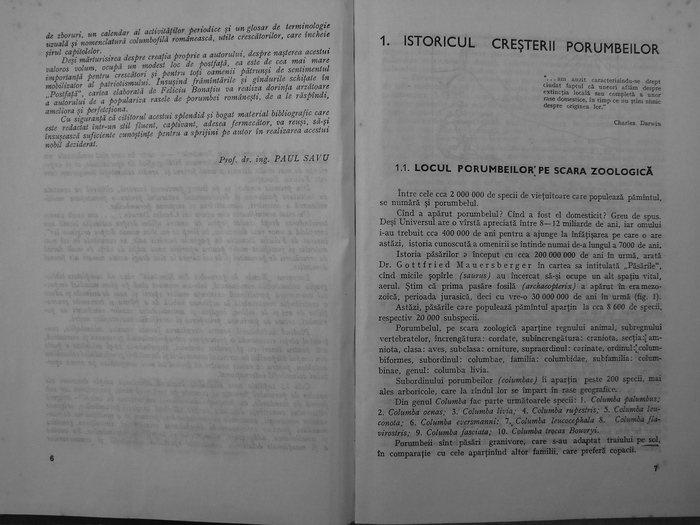 de zboruri, un calendar al activităților periodice și un glosar de terminologie
uzuală și nomenclatură columbofilă românească, utile crescătorilor, care încheie
șirul capitolelor.
Deși mărturisirea despre creația proprie a autorului, despre nașterea acestui
valoros volum, ocupă un modest loc de postfață, ea este de cea mai mare
importanță pentru crescători și pentru toți oamenii pătrunși de sentimentul
mobilizator al patriotismului. Însușind frămîntările și gîndurile schițate în
„Postfață", cartea elaborată de Feliciu Bonațiu va realiza dorința arzătoare
a autorului de a populariza rasele de porumbei românești, de a le răspîndi,
ameliora și perfecționa.
Cu siguranță că cititorul acestui splendid și bogat material bibliografic care
este redactat într-un stil fluent, captivant, adesea fermecător, va reuși, să-și
însușească suficiente cunoștințe pentru a sprijini pe autor în realizarea acestui
nobil deziderat.
Prof. dr. ing. PAUL SAVU
6
1. ISTORICUL CREȘTERII PORUMBEILOR
"...am auzit caracterizîndu-se drept
ciudat faptul că uneori aflăm despre
extincția locală sau completă a unor
rase domestice, în timp ce nu știm nimic
despre originea lor."
Charles Darwin
1.1. LOCUL PORUMBEILOR PE SCARA ZOOLOGICĂ
Între cele cca 2 000 000 de specii de viețuitoare care populează pămîntul,
se numără și porumbelul.
Cînd a apărut porumbelul? Cînd a fost el domesticit? Greu de spus.
Deși Universul are o vîrstă apreciată între 8—12 miliarde de ani, iar omului
i-au trebuit cca 400 000 de ani pentru a ajunge la înfățișarea pe care o are
astăzi, istoria cunoscută a omenirii se întinde numai de-a lungul a 7000 de ani.
Istoria păsărilor » început cu cca 200 000 000 de ani în urmă, arată
Dr. Gottfried Mauersberger în cartea sa intitulată „Păsările",
cînd micile șopîrle (saurus) au încercat să-și ocupe un alt spațiu vital,
aerul. Știm că prima pasăre fosilă (archaeopterix) a apărut în era mezo-
zoică, perioada jurasică, deci cu vre-o 30 000 000 de ani în urmă (fig. 1).
Astăzi, păsările care populează pămîntul aparțin la cca 8 600 de specii,
respectiv 20 000 subspecii.
Porumbelul, pe scara zoologică aparține regnului animal, subregnului
vertebratelor, încrengătura: cordate, subîncrengătura: craniota, secția: am-
niota, clasa: aves, subclasa: orniture, supraordinul: carinate, ordinul: colum-
biformes, subordinul: columbae, familia: columbidae, subfamilia: colum-
binae, genul: columba livia.
Subordinului porumbeilor (columbae) îi aparțin peste 200 specii, mai
ales arboricole, care la rîndul lor se împart în rase geografice.
Din genul Columba fac parte următoarele specii: 1. Columba palumbus;
2. Columba oenas; 3. Columba livia; 4. Columba rupestris; 5. Columba leu-
conota; 6. Columba eversmanni; 7. Columba leucocephala 8. Columba fla-
virostris; 9. Columba fasciata; 10. Columba trocas Bouvryi.
Porumbeii sînt păsări granivore, care s-au adaptat traiului pe sol,
în comparație cu cele aparținînd altor familii, care preferă copacii.
7